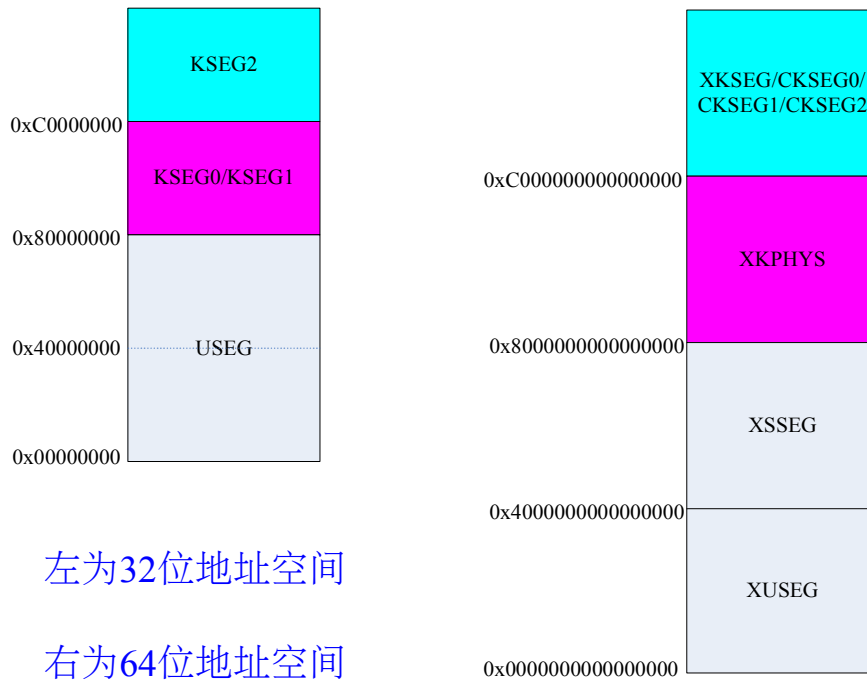 KSEG2
0xC0000000
KSEG0/KSEG1
0x80000000
0x40000000
USEG
0x00000000
左为32位地址空间
右为64位地址空间
XKSEG/CKSEG0/
CKSEG1/CKSEG2
0xC000000000000000
XKPHYS
0x8000000000000000
XSSEG
0x4000000000000000
XUSEG
0x0000000000000000